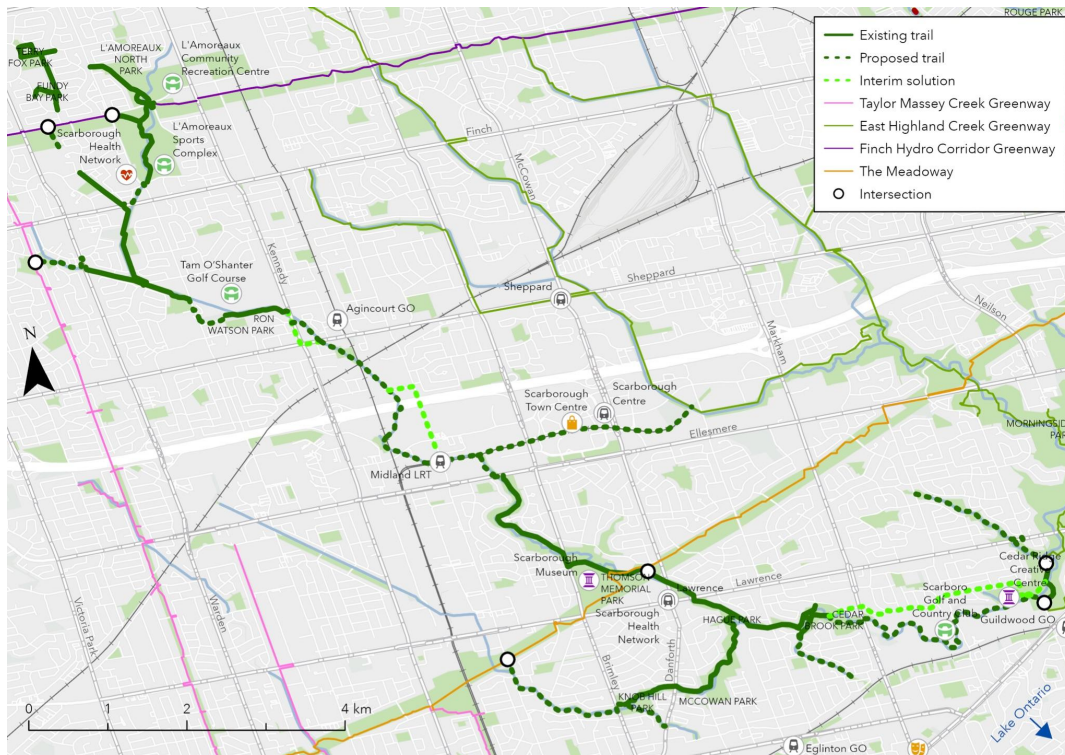 ROUGE PARK
Existing trail
Proposed trail
Interim solution
Taylor Massey Creek Greenway
East Highland Creek Greenway
Finch Hydro Corridor Greenway
The Meadoway
Intersection
L'AMOREAUX
NORTH
PARK
L'Amoreaux
Community
Recreation Centre
FOX PARK
BAY PARK
Scarborough
Health
Network
L'Amoreaux
Sports
Complex
Finch
McCowan
Kennedy
Tam O'Shanter
Golf Course
RON
WATSON PARK
Agincourt GO
Sheppard
Sheppard
Neilson
Markham
N
Scarborough
Town Centre
Scarborough
Centre
Ellesmere
Midland LRT
MORNINGSIDE
Scarborough
Museum
THOMSON
MEMORIAL
PARK
Lawrence
Lawrence
Scarborough
Health
Network
HAGUE PARK
CEDAR
BROOK PARK
Cedar Ridge
Creative
Centre
Scarboro
Golf and
Country Club
Guildwood GO
Victoria Park
Warden
Brimley
Danforth
KNOB HILL
PARK
MCCOWAN PARK
0 1 2 4 km
Eglinton GO
Lake Ontario